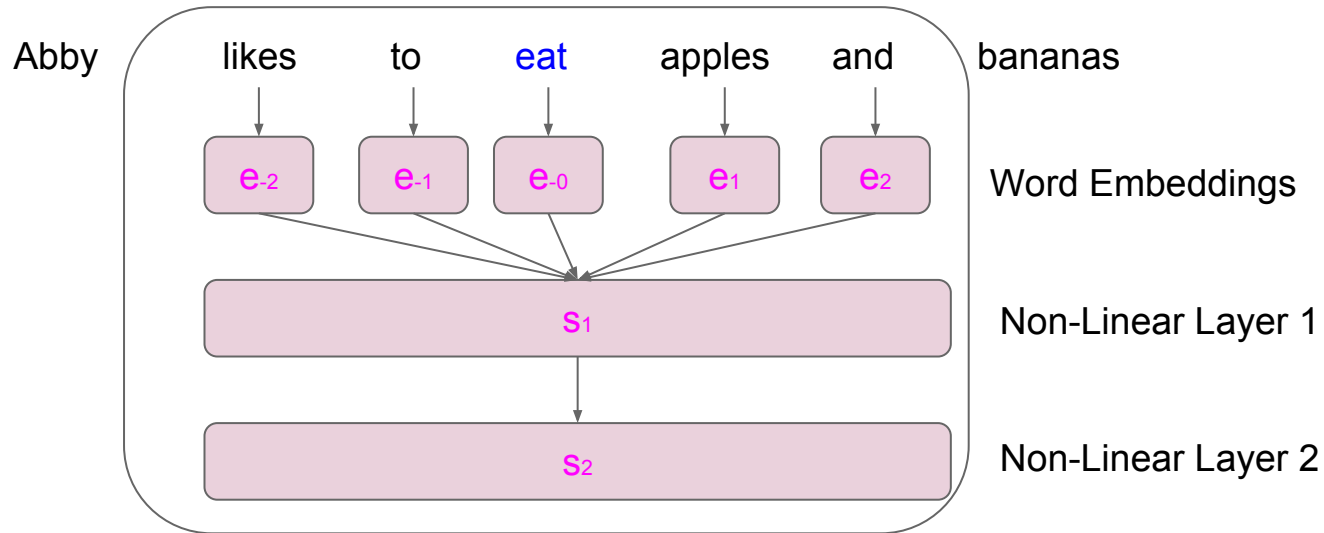 Abby likes to eat apples and bananas
e-2 e-1 e-0 e1 e2 Word Embeddings
s1 Non-Linear Layer 1
s2 Non-Linear Layer 2